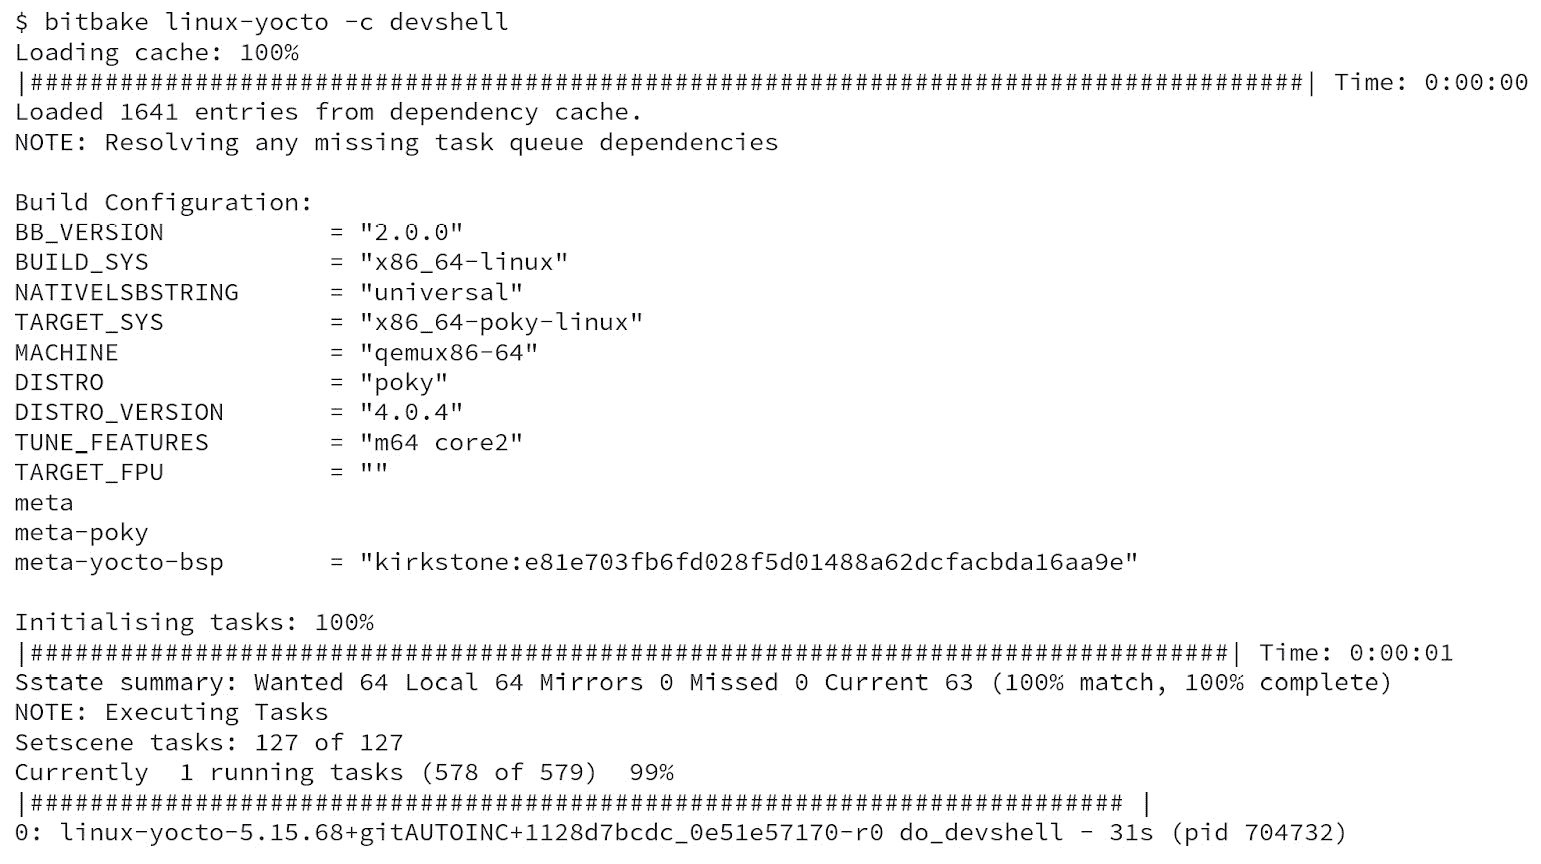 $ bitbake linux-yocto -c devshell
Loading cache: 100%
|#####################################################################################| Time: 0:00:00
Loaded 1641 entries from dependency cache.
NOTE: Resolving any missing task queue dependencies

Build Configuration:
BB_VERSION           = "2.0.0"
BUILD_SYS            = "x86_64-linux"
NATIVELSBSTRING      = "universal"
TARGET_SYS           = "x86_64-poky-linux"
MACHINE              = "qemux86-64"
DISTRO               = "poky"
DISTRO_VERSION       = "4.0.4"
TUNE_FEATURES        = "m64 core2"
TARGET_FPU           = ""
meta
meta-poky
meta-yocto-bsp       = "kirkstone:e81e703fb6fd028f5d01488a62dcfacbda16aa9e"

Initialising tasks: 100%
|################################################################################| Time: 0:00:01
Sstate summary: Wanted 64 Local 64 Mirrors 0 Missed 0 Current 63 (100% match, 100% complete)
NOTE: Executing Tasks
Setscene tasks: 127 of 127
Currently  1 running tasks (578 of 579)  99%
|######################################################################### |
0: linux-yocto-5.15.68+gitAUTOINC+1128d7bcdc_0e51e57170-r0 do_devshell - 31s (pid 704732)